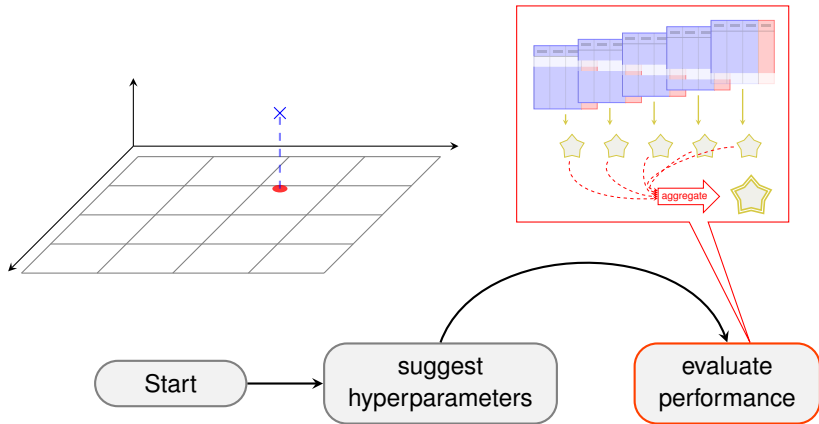 aggregate
Start
suggest
hyperparameters
evaluate
performance